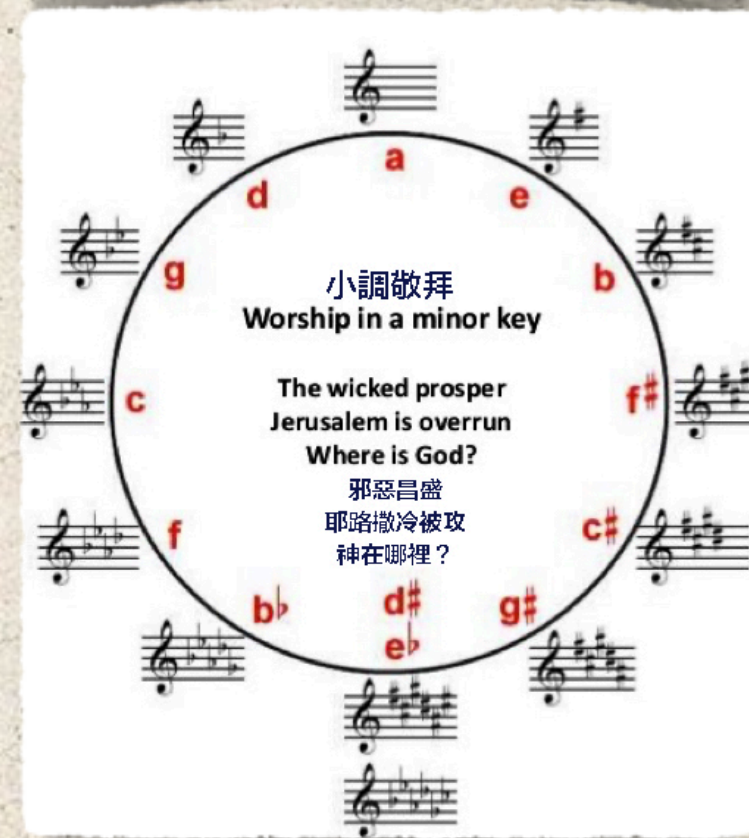 a
d
e
g
b
小調敬拜
Worship in a minor key
c
The wicked prosper
f♯
Jerusalem is overrun
Where is God?
邪惡昌盛
耶路撒冷被攻
神在哪裡？
f
c♯
b♭
d♯
g♯
e♭